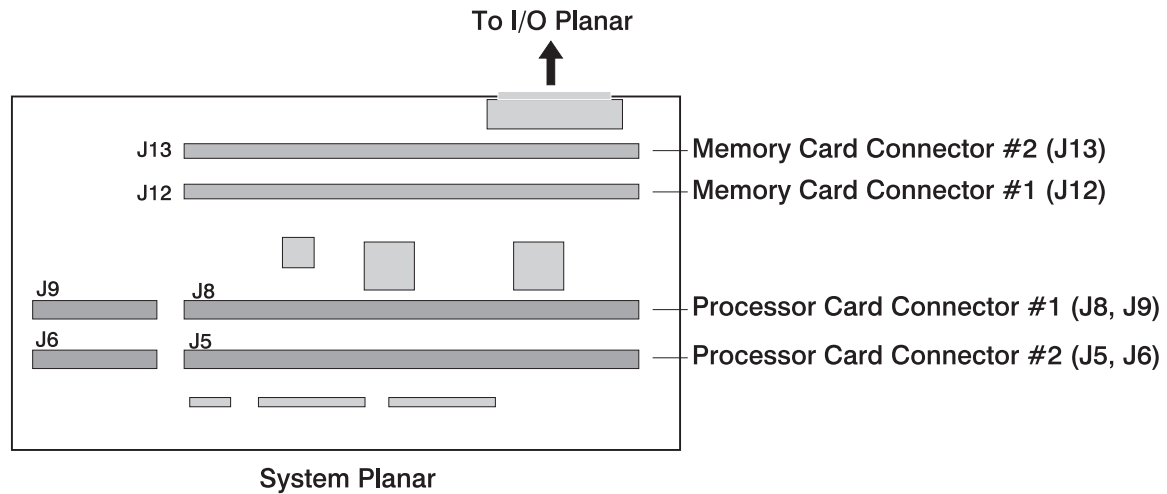 To I/O Planar
J13
Memory Card Connector #2 (J13)
J12
Memory Card Connector #1 (J12)
J9
J8
Processor Card Connector #1 (J8, J9)
J6
J5
Processor Card Connector #2 (J5, J6)
System Planar